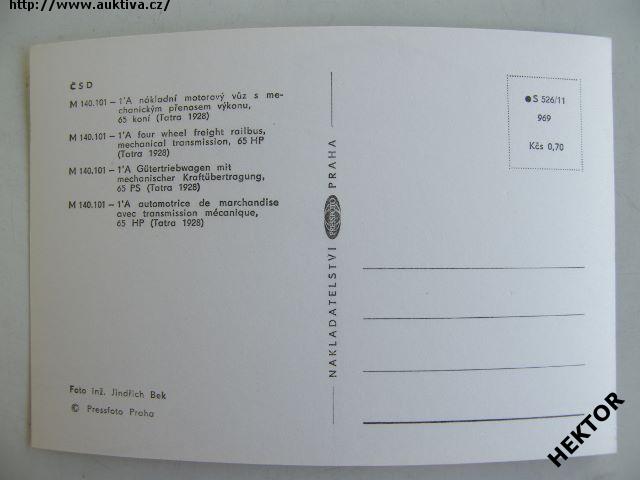 http://www.auktiva.cz/
ČSD
M 140.101 – 1'A nákladní motorový vůz s me-
chanickým přenosem výkonu,
65 koní (Tatra 1928)
M 140.101 – 1'A four wheel freight railbus,
mechanical transmission, 65 HP
(Tatra 1928)
M 140.101 – 1'A Gütertriebwagen mit
mechanischer Kraftübertragung,
65 PS (Tatra 1928)
M 140.101 – 1'A automotrice de marchandise
avec transmission mécanique,
65 HP (Tatra 1928)
Foto inž. Jindřich Bek
© Pressfoto Praha
NAKLADATELSTVÍ PRESSFOTO PRAHA
● S 526/11
969
Kčs 0,70
HEKTOR